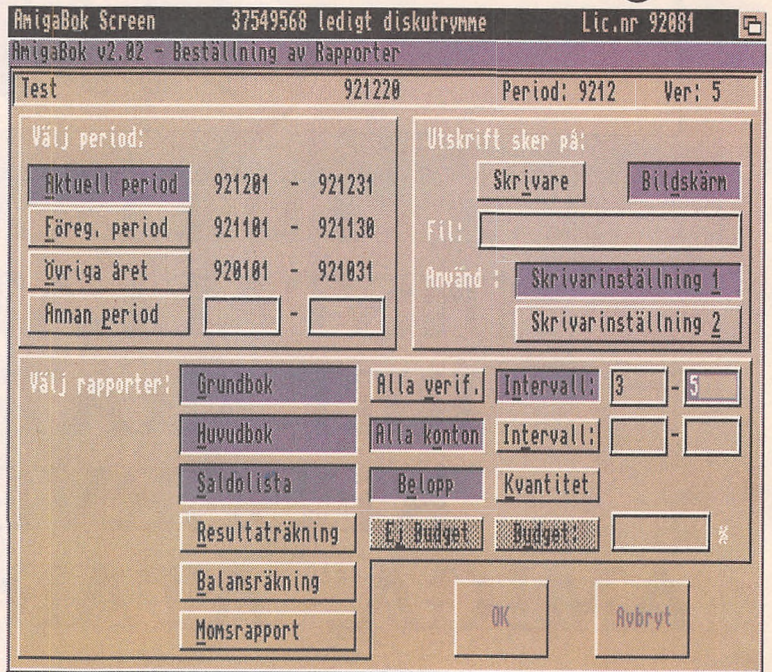 AmigaBok Screen 37549568 ledigt diskutrymme Lic.nr 92081
AmigaBok v2.02 - Beställning av Rapporter
Test 921220 Period: 9212 Ver: 5
Välj period:
Aktuell period 921201 - 921231
Föreg. period 921101 - 921130
Övriga året 920101 - 921031
Annan period -
Utskrift sker på:
Skrivare Bildskärm
Fil:
Använd : Skrivarinställning 1
Skrivarinställning 2
Välj rapporter: Grundbok Alla verif. Intervall: 3 - 5
Huvudbok Alla konton Intervall: -
Saldolista Belopp Kvantitet
Resultaträkning Ej Budget Budget: %
Balansräkning
Momsrapport
OK Avbryt